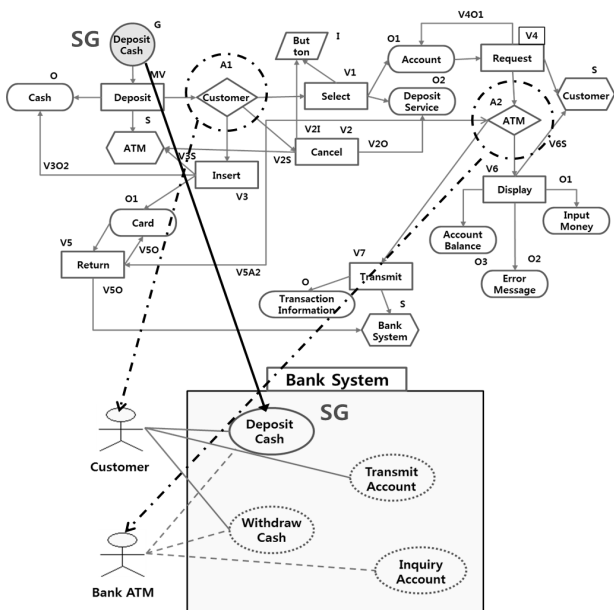 SG
G
Deposit
Cash
MV
O
Cash
Deposit
S
ATM
A1
Customer
But
ton
I
V1
Select
O1
Account
V4O1
V4
Request
S
Customer
O2
Deposit
Service
A2
ATM
V2I
V2
V2S
Cancel
V2O
V3S
V3O2
Insert
V3
V6S
V6
Display
O1
Input
Money
O1
Card
V5
V5O
Return
V5O
V5A2
V7
Transmit
O
Transaction
Information
S
Bank
System
Account
Balance
O3
O2
Error
Message
Bank System
SG
Deposit
Cash
Customer
Transmit
Account
Withdraw
Cash
Bank ATM
Inquiry
Account